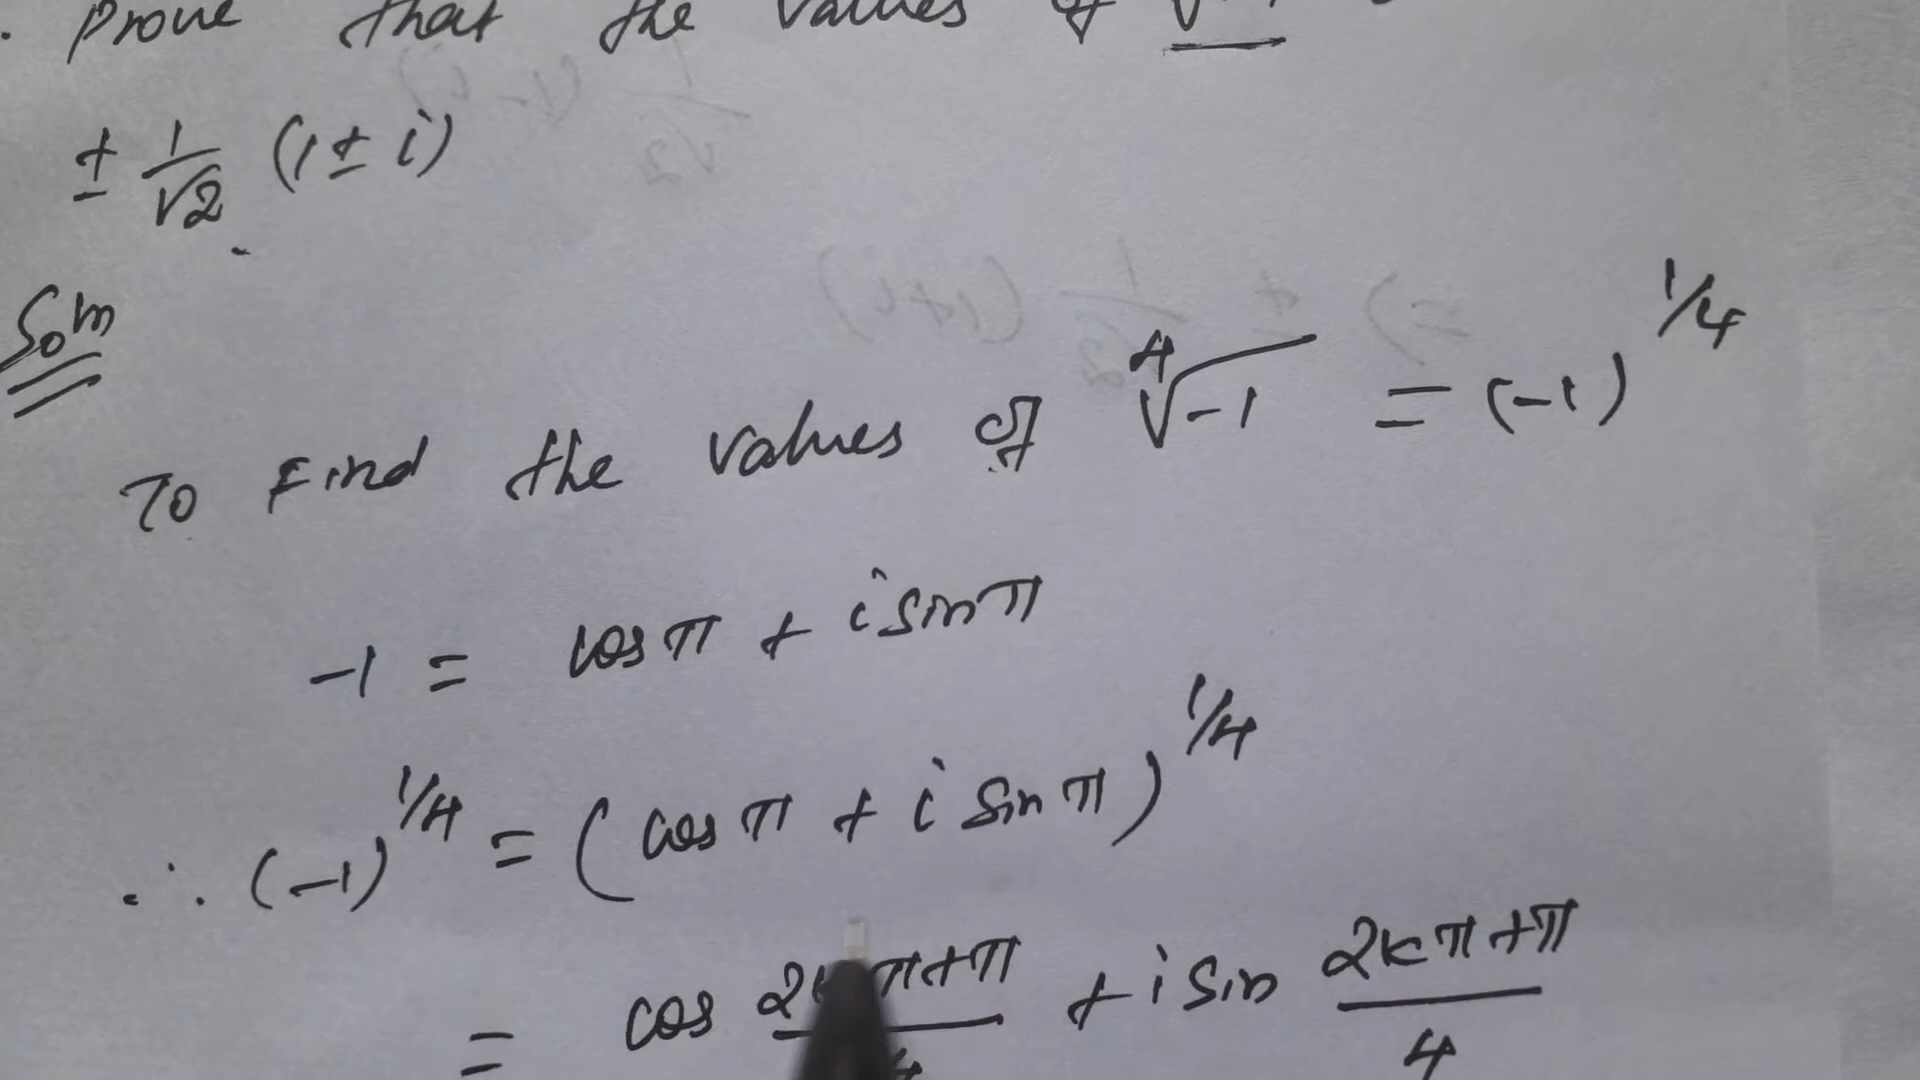 . Prove that the values of
± 1/√2 (1 ± i)
Soln
To Find the values of ∜-1 = (-1)^1/4
-1 = cos π + i sin π
∴ (-1)^1/4 = (cos π + i sin π)^1/4
= cos (2kπ+π)/4 + i sin (2kπ+π)/4